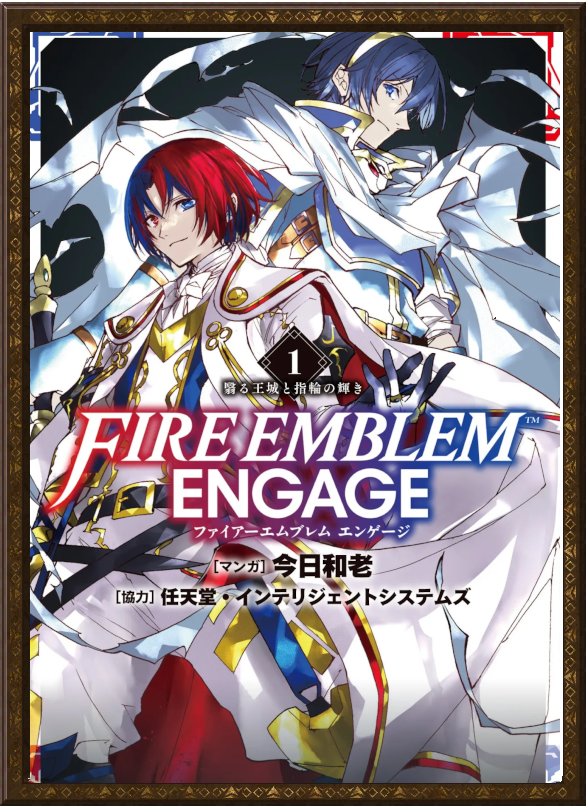 1
翳る王城と指輪の輝き
FIRE EMBLEM™
ENGAGE
ファイアーエムブレム エンゲージ
[マンガ] 今日和老
[協力] 任天堂・インテリジェントシステムズ